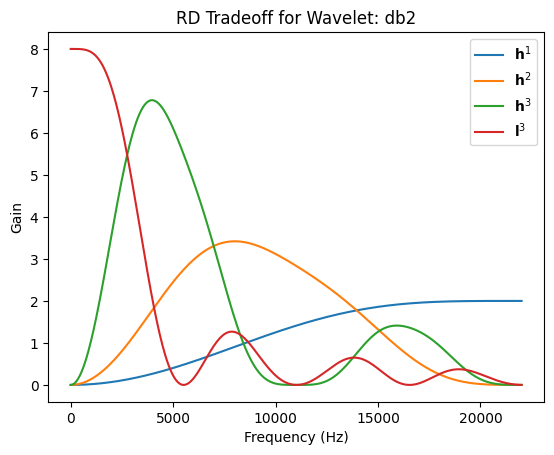 RD Tradeoff for Wavelet: db2
h¹
h²
h³
l³
Gain
8
7
6
5
4
3
2
1
0
0
5000
10000
15000
20000
Frequency (Hz)